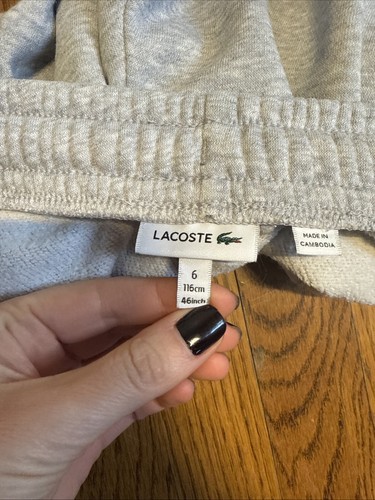 LACOSTE
MADE IN
CAMBODIA
6
116cm
46inch